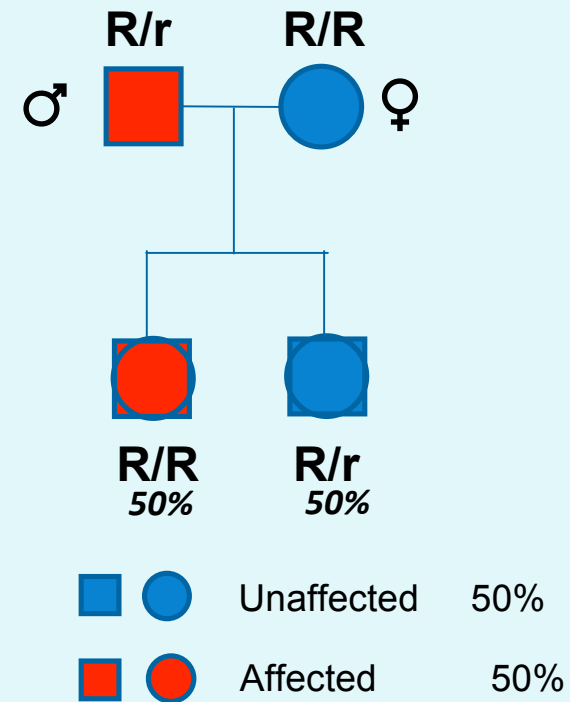 R/r R/R
♂ ♀
R/R R/r
50% 50%
Unaffected 50%
Affected 50%